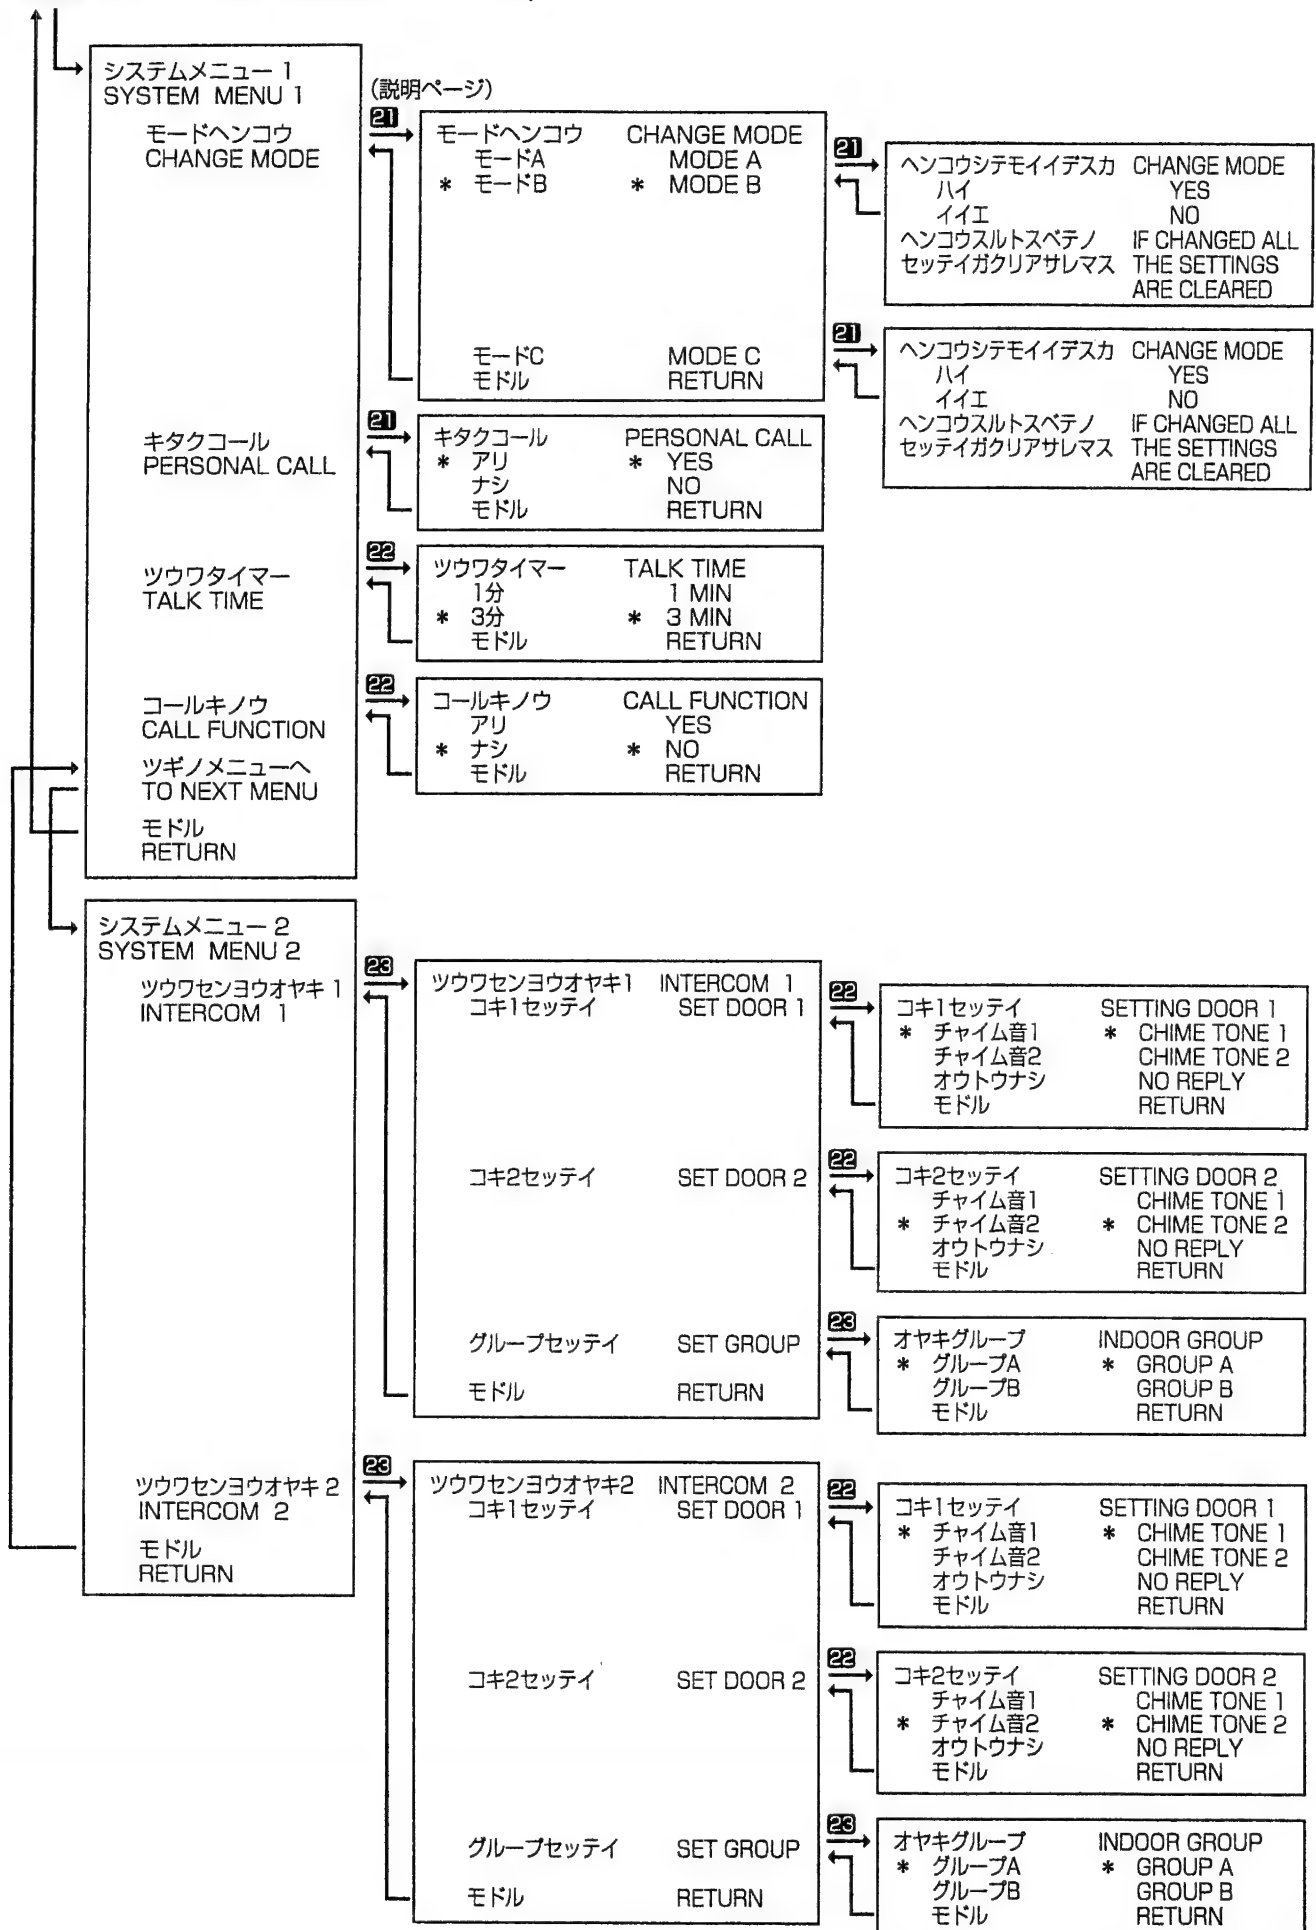 システムメニュー 1
SYSTEM MENU 1
(説明ページ)
モードヘンコウ
CHANGE MODE
21
モードヘンコウ CHANGE MODE
モードA MODE A
* モードB * MODE B
21
ヘンコウシテモイイデスカ CHANGE MODE
ハイ YES
イイエ NO
ヘンコウスルトスベテノ IF CHANGED ALL
セッテイガクリアサレマス THE SETTINGS
ARE CLEARED
モードC MODE C
モドル RETURN
21
ヘンコウシテモイイデスカ CHANGE MODE
ハイ YES
イイエ NO
ヘンコウスルトスベテノ IF CHANGED ALL
セッテイガクリアサレマス THE SETTINGS
ARE CLEARED
キタクコール
PERSONAL CALL
21
キタクコール PERSONAL CALL
* アリ * YES
ナシ NO
モドル RETURN
ツウワタイマー
TALK TIME
22
ツウワタイマー TALK TIME
1分 1 MIN
* 3分 * 3 MIN
モドル RETURN
コールキノウ
CALL FUNCTION
22
コールキノウ CALL FUNCTION
アリ YES
* ナシ * NO
モドル RETURN
ツギノメニューヘ
TO NEXT MENU
モドル
RETURN
システムメニュー 2
SYSTEM MENU 2
ツウワセンヨウオヤキ 1
INTERCOM 1
23
ツウワセンヨウオヤキ1 INTERCOM 1
コキ1セッテイ SET DOOR 1
22
コキ1セッテイ SETTING DOOR 1
* チャイム音1 * CHIME TONE 1
チャイム音2 CHIME TONE 2
オウトウナシ NO REPLY
モドル RETURN
コキ2セッテイ SET DOOR 2
22
コキ2セッテイ SETTING DOOR 2
チャイム音1 CHIME TONE 1
* チャイム音2 * CHIME TONE 2
オウトウナシ NO REPLY
モドル RETURN
グループセッテイ SET GROUP
23
オヤキグループ INDOOR GROUP
* グループA * GROUP A
グループB GROUP B
モドル RETURN
モドル RETURN
ツウワセンヨウオヤキ 2
INTERCOM 2
23
ツウワセンヨウオヤキ2 INTERCOM 2
コキ1セッテイ SET DOOR 1
22
コキ1セッテイ SETTING DOOR 1
* チャイム音1 * CHIME TONE 1
チャイム音2 CHIME TONE 2
オウトウナシ NO REPLY
モドル RETURN
モドル
RETURN
コキ2セッテイ SET DOOR 2
22
コキ2セッテイ SETTING DOOR 2
チャイム音1 CHIME TONE 1
* チャイム音2 * CHIME TONE 2
オウトウナシ NO REPLY
モドル RETURN
グループセッテイ SET GROUP
23
オヤキグループ INDOOR GROUP
* グループA * GROUP A
グループB GROUP B
モドル RETURN
モドル RETURN